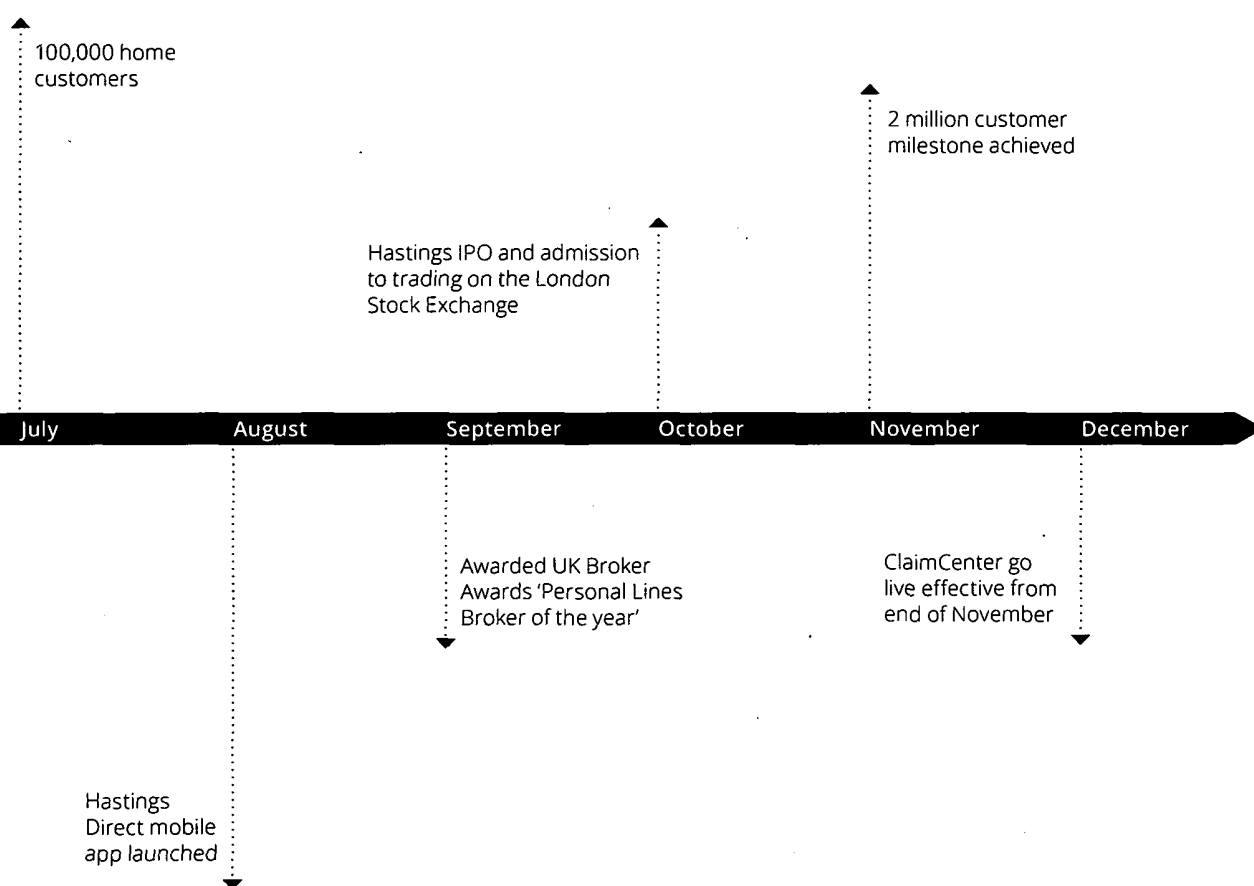 100,000 home
customers
2 million customer
milestone achieved
Hastings IPO and admission
to trading on the London
Stock Exchange
July
August
September
October
November
December
Awarded UK Broker
Awards ‘Personal Lines
Broker of the year’
ClaimCenter go
live effective from
end of November
Hastings
Direct mobile
app launched